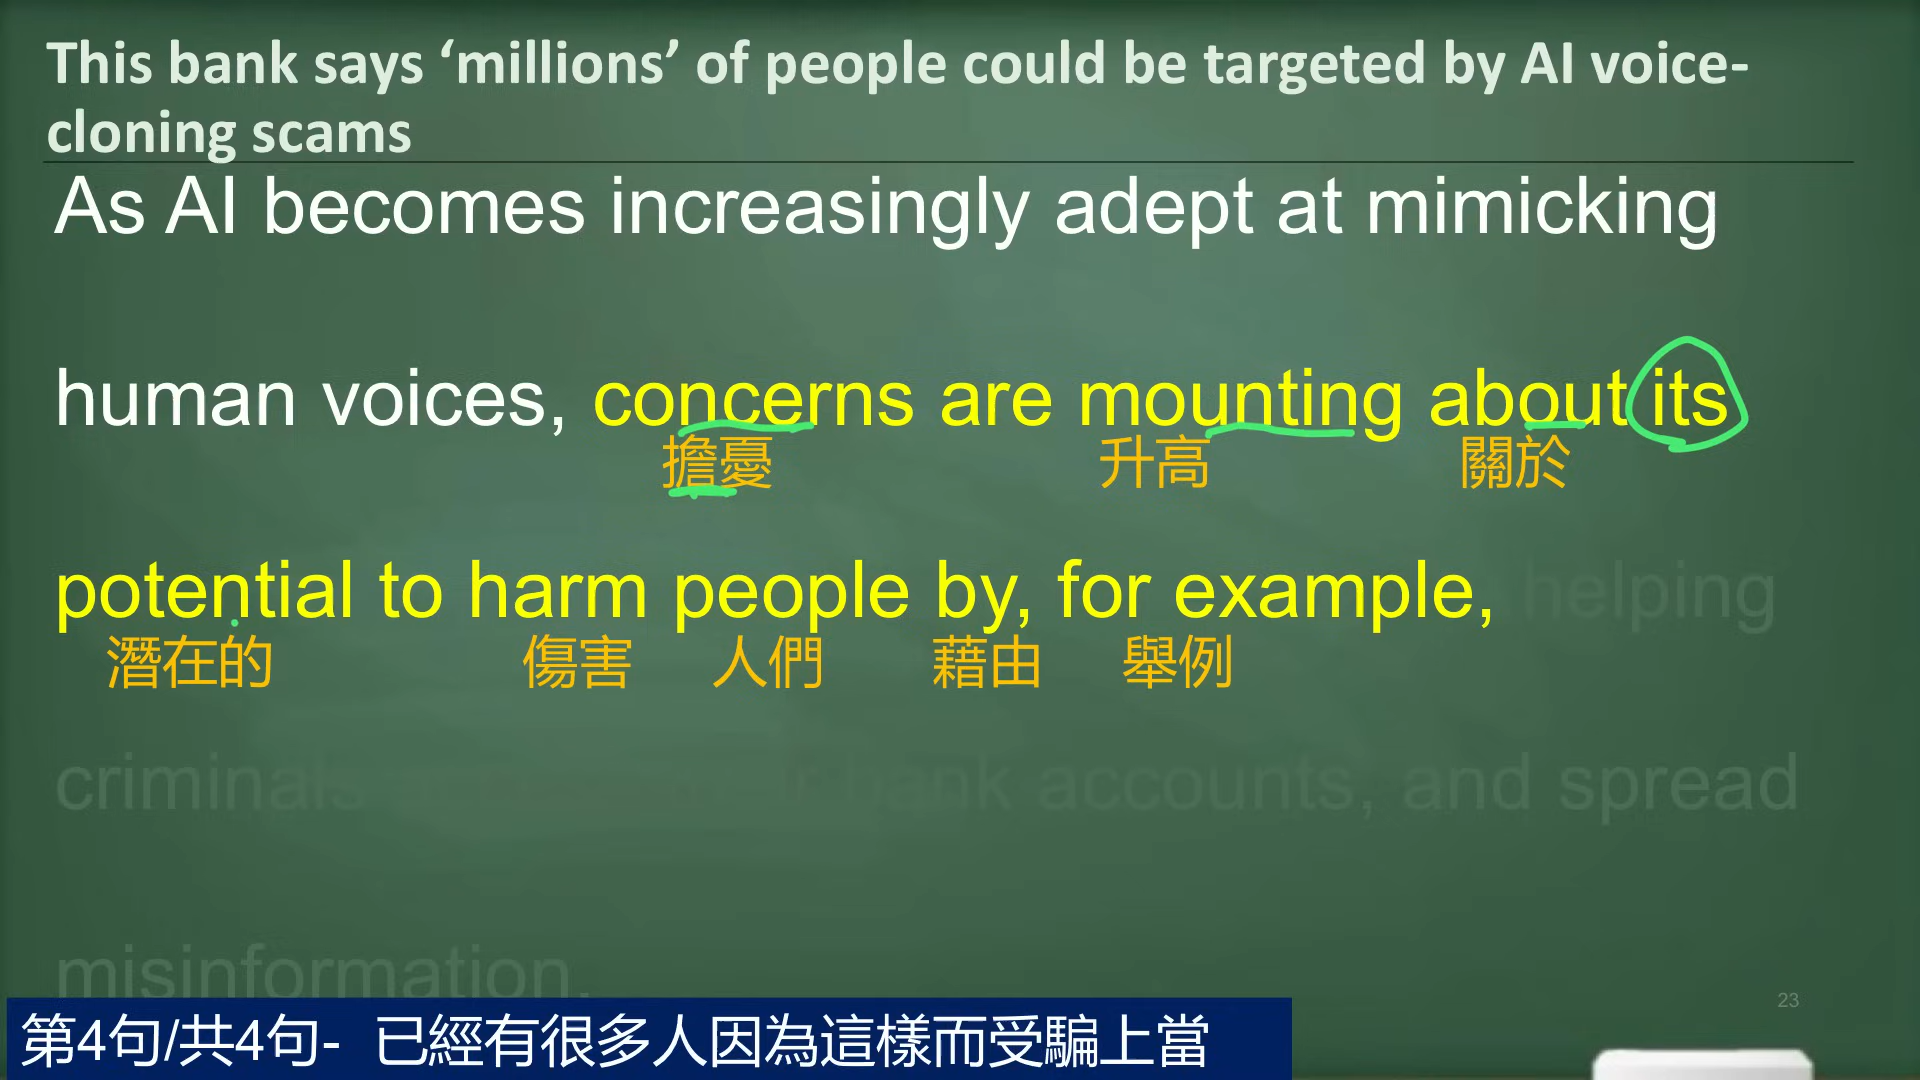 This bank says ‘millions’ of people could be targeted by AI voice-
cloning scams
As AI becomes increasingly adept at mimicking
human voices, concerns are mounting about its
擔憂 升高 關於
potential to harm people by, for example, helping
潛在的 傷害 人們 藉由 舉例
criminals bank accounts, and spread
misinformation.
23
第4句/共4句- 已經有很多人因為這樣而受騙上當